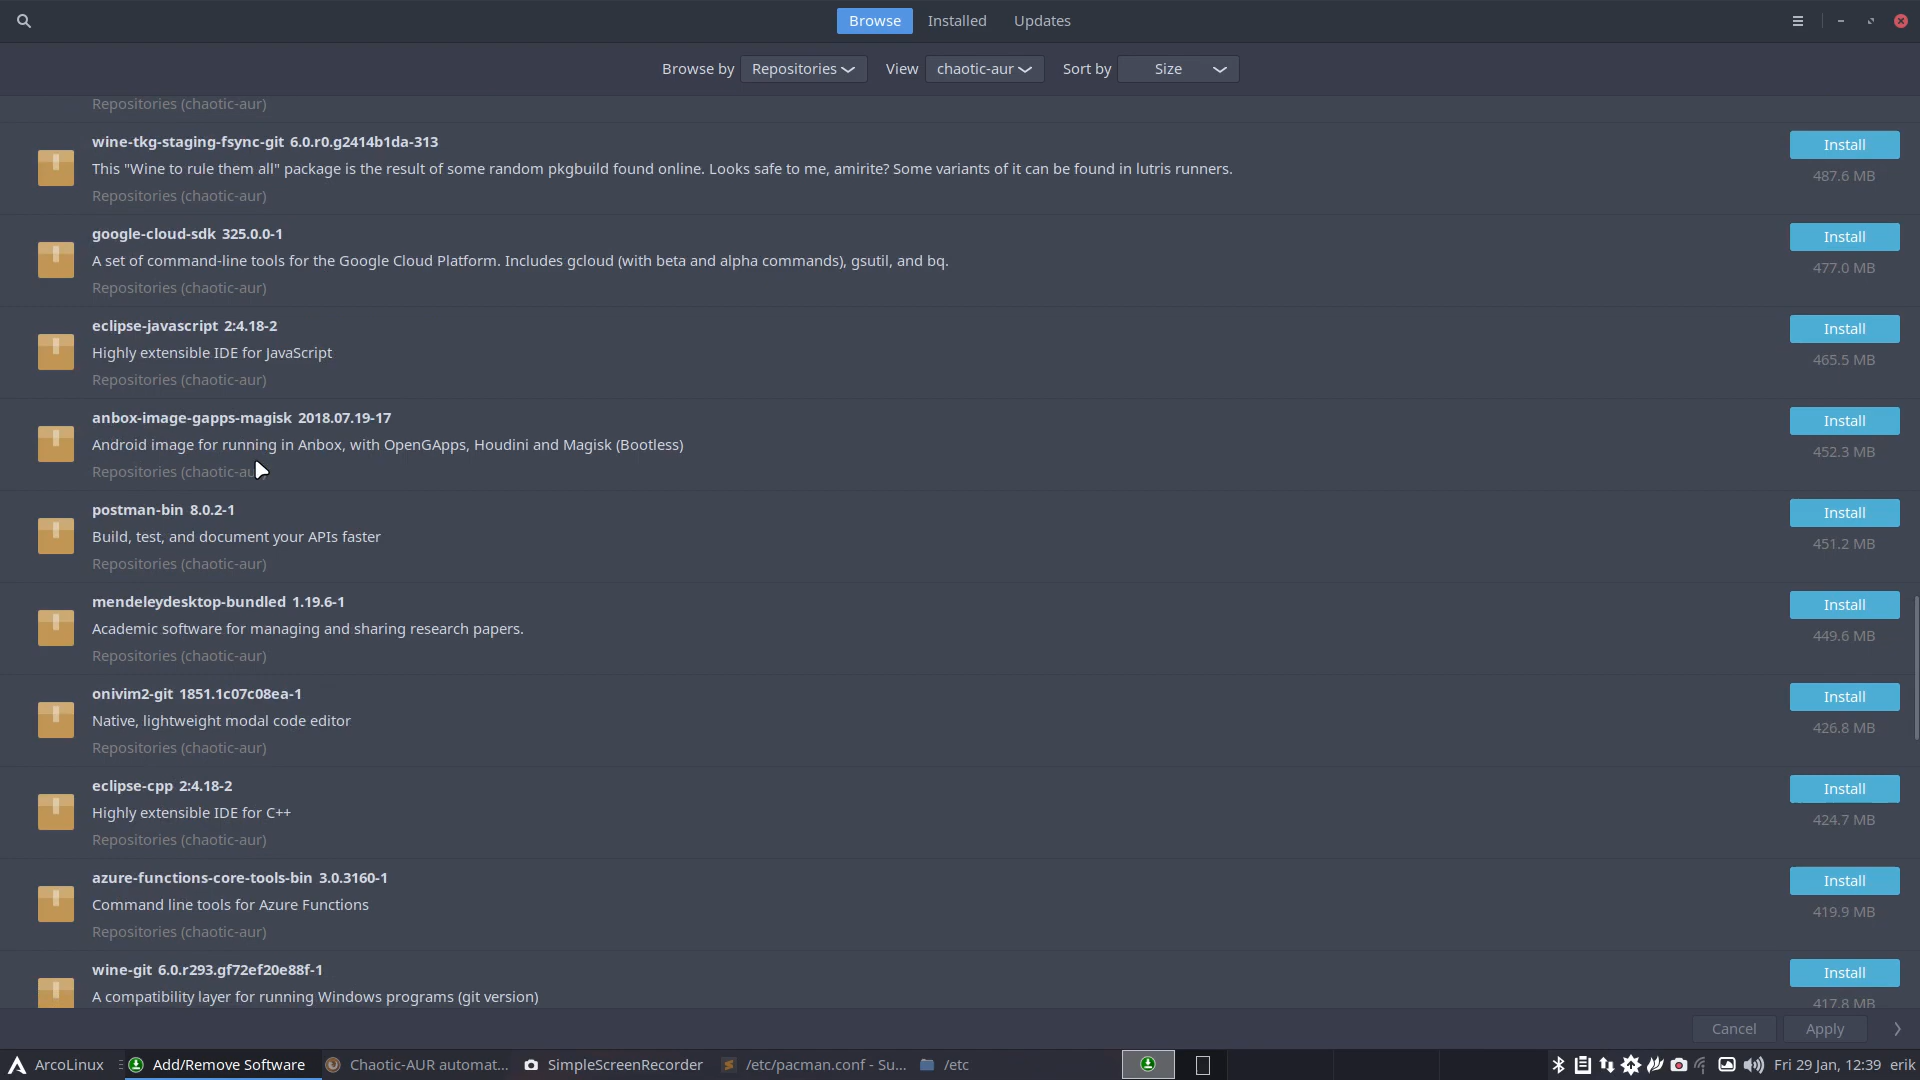 Browse
Installed
Updates
Browse by
Repositories
View
chaotic-aur
Sort by
Size
Repositories (chaotic-aur)
wine-tkg-staging-fsync-git 6.0.r0.g2414b1da-313
Install
This "Wine to rule them all" package is the result of some random pkgbuild found online. Looks safe to me, amirite? Some variants of it can be found in lutris runners.
487.6 MB
Repositories (chaotic-aur)
google-cloud-sdk 325.0.0-1
Install
A set of command-line tools for the Google Cloud Platform. Includes gcloud (with beta and alpha commands), gsutil, and bq.
477.0 MB
Repositories (chaotic-aur)
eclipse-javascript 2:4.18-2
Install
Highly extensible IDE for JavaScript
465.5 MB
Repositories (chaotic-aur)
anbox-image-gapps-magisk 2018.07.19-17
Install
Android image for running in Anbox, with OpenGApps, Houdini and Magisk (Bootless)
452.3 MB
Repositories (chaotic-au
postman-bin 8.0.2-1
Install
Build, test, and document your APIs faster
451.2 MB
Repositories (chaotic-aur)
mendeleydesktop-bundled 1.19.6-1
Install
Academic software for managing and sharing research papers.
449.6 MB
Repositories (chaotic-aur)
onivim2-git 1851.1c07c08ea-1
Install
Native, lightweight modal code editor
426.8 MB
Repositories (chaotic-aur)
eclipse-cpp 2:4.18-2
Install
Highly extensible IDE for C++
424.7 MB
Repositories (chaotic-aur)
azure-functions-core-tools-bin 3.0.3160-1
Install
Command line tools for Azure Functions
419.9 MB
Repositories (chaotic-aur)
wine-git 6.0.r293.gf72ef20e88f-1
Install
A compatibility layer for running Windows programs (git version)
417.8 MB
Cancel
Apply
ArcoLinux
Add/Remove Software
Chaotic-AUR automat...
SimpleScreenRecorder
/etc/pacman.conf - Su...
/etc
Fri 29 Jan, 12:39
erik